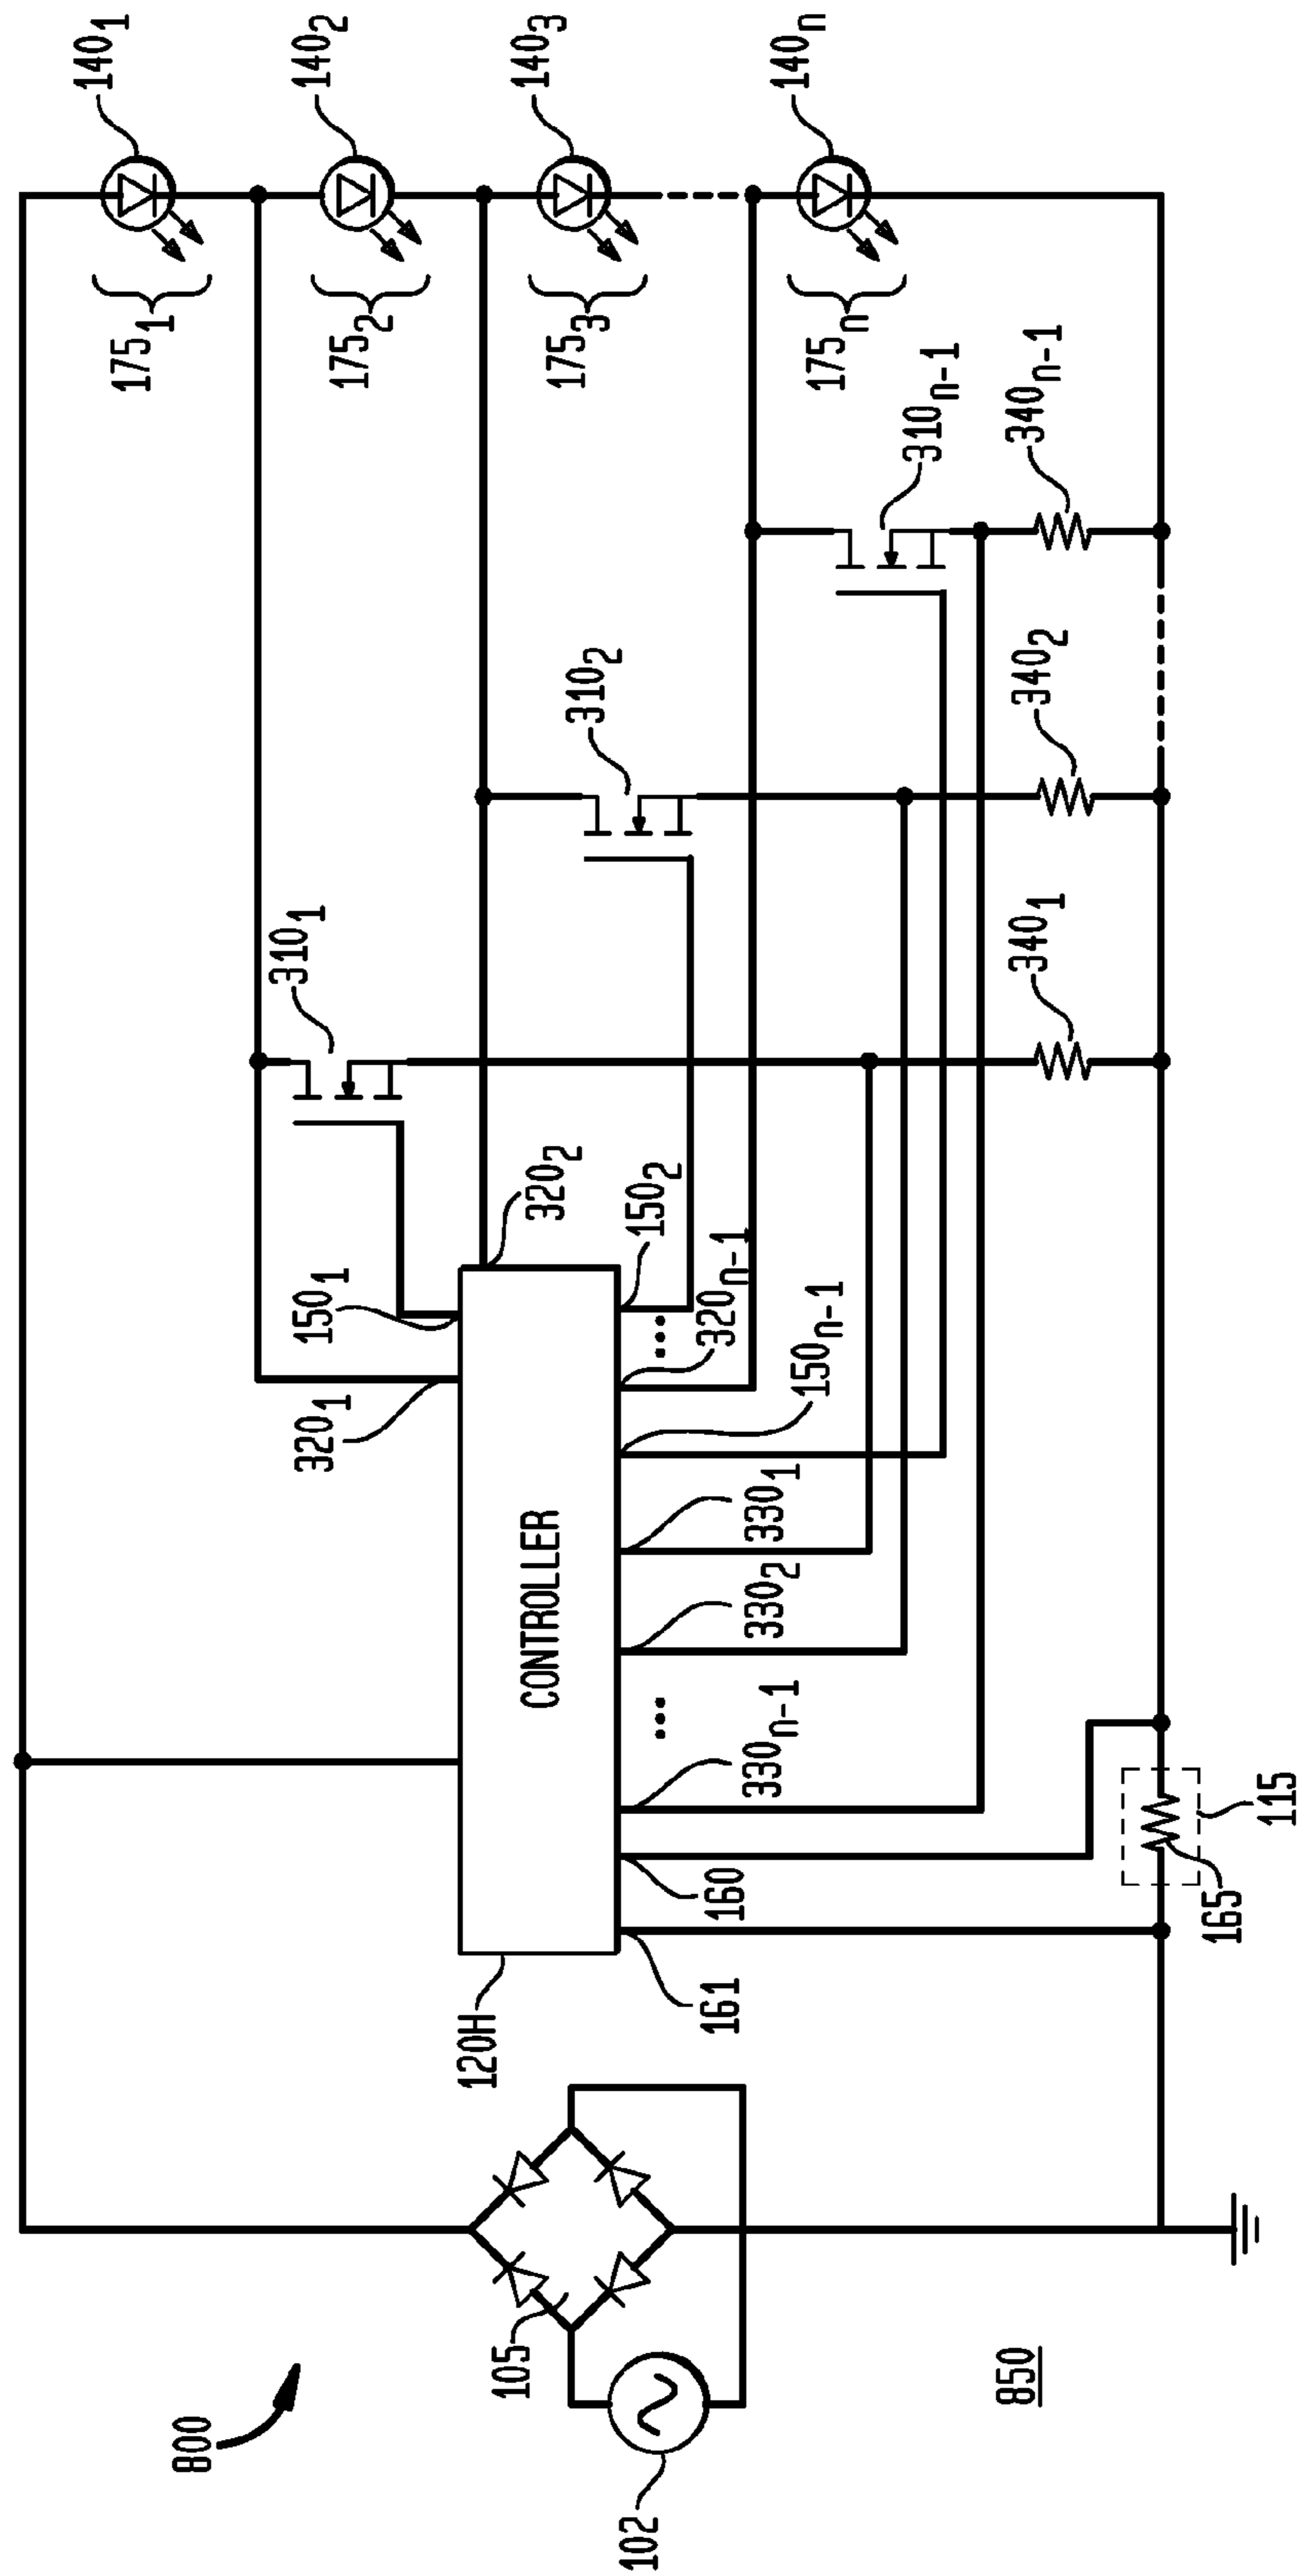 800
850
102
105
120H
CONTROLLER
161
160
165
115
330n-1
...
330₂
330₁
150n-1
320n-1
...
150₂
320₂
320₁
150₁
310₁
310₂
310n-1
340₁
340₂
340n-1
175₁
175₂
175₃
175n
140₁
140₂
140₃
140n